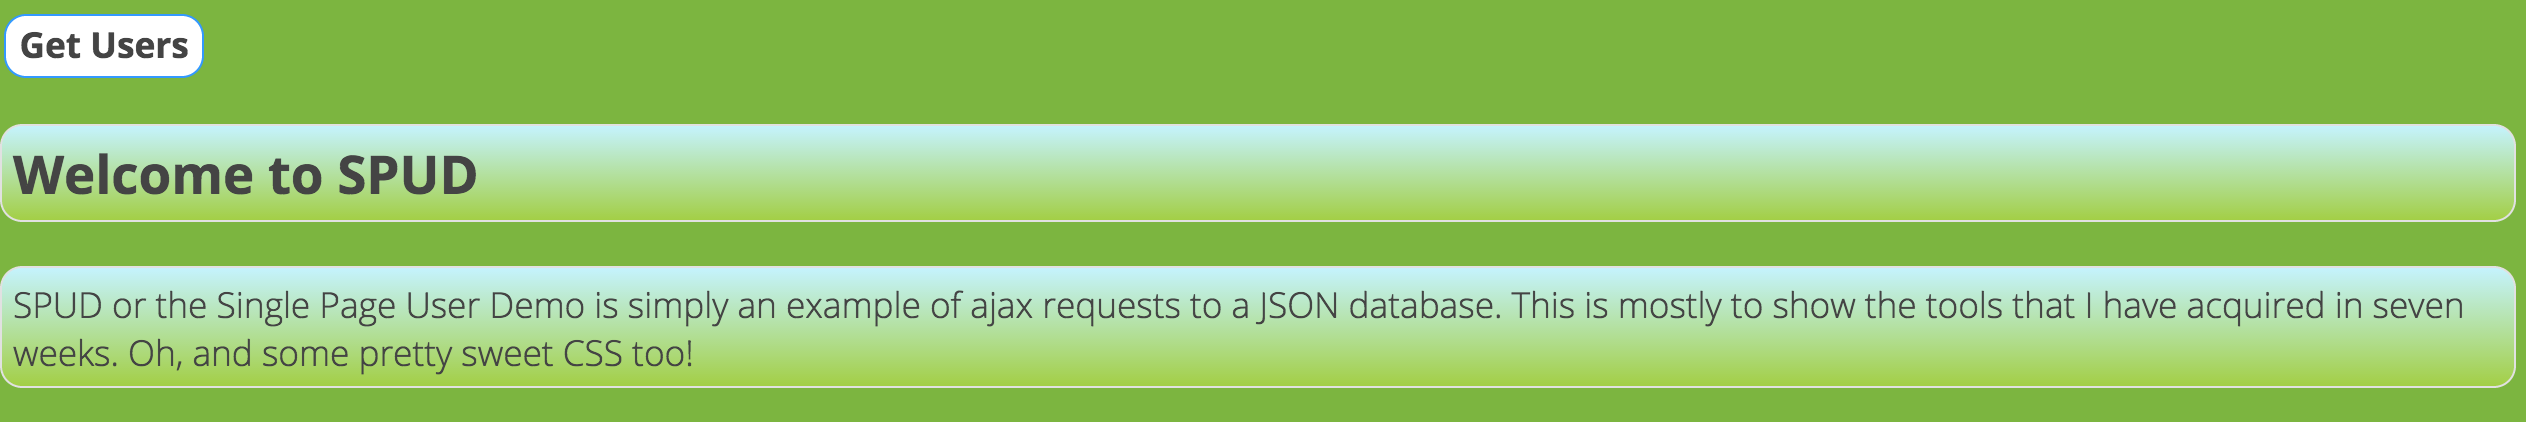 Get Users
Welcome to SPUD
SPUD or the Single Page User Demo is simply an example of ajax requests to a JSON database. This is mostly to show the tools that I have acquired in seven
weeks. Oh, and some pretty sweet CSS too!